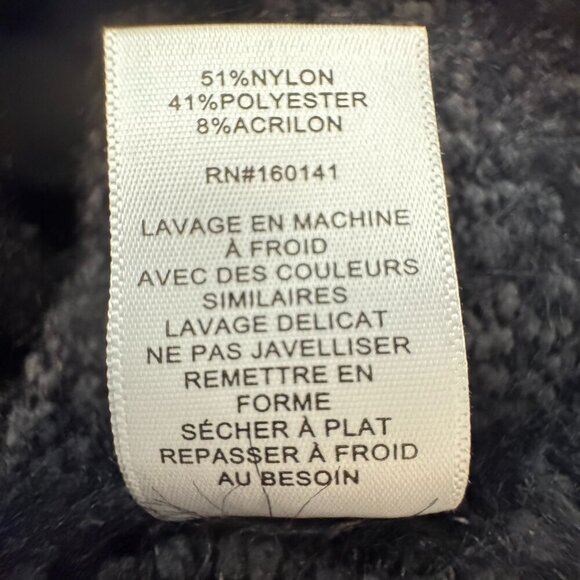 51%NYLON
41%POLYESTER
8%ACRILON
RN#160141
LAVAGE EN MACHINE
À FROID
AVEC DES COULEURS
SIMILAIRES
LAVAGE DELICAT
NE PAS JAVELLISER
REMETTRE EN
FORME
SÉCHER À PLAT
REPASSER À FROID
AU BESOIN